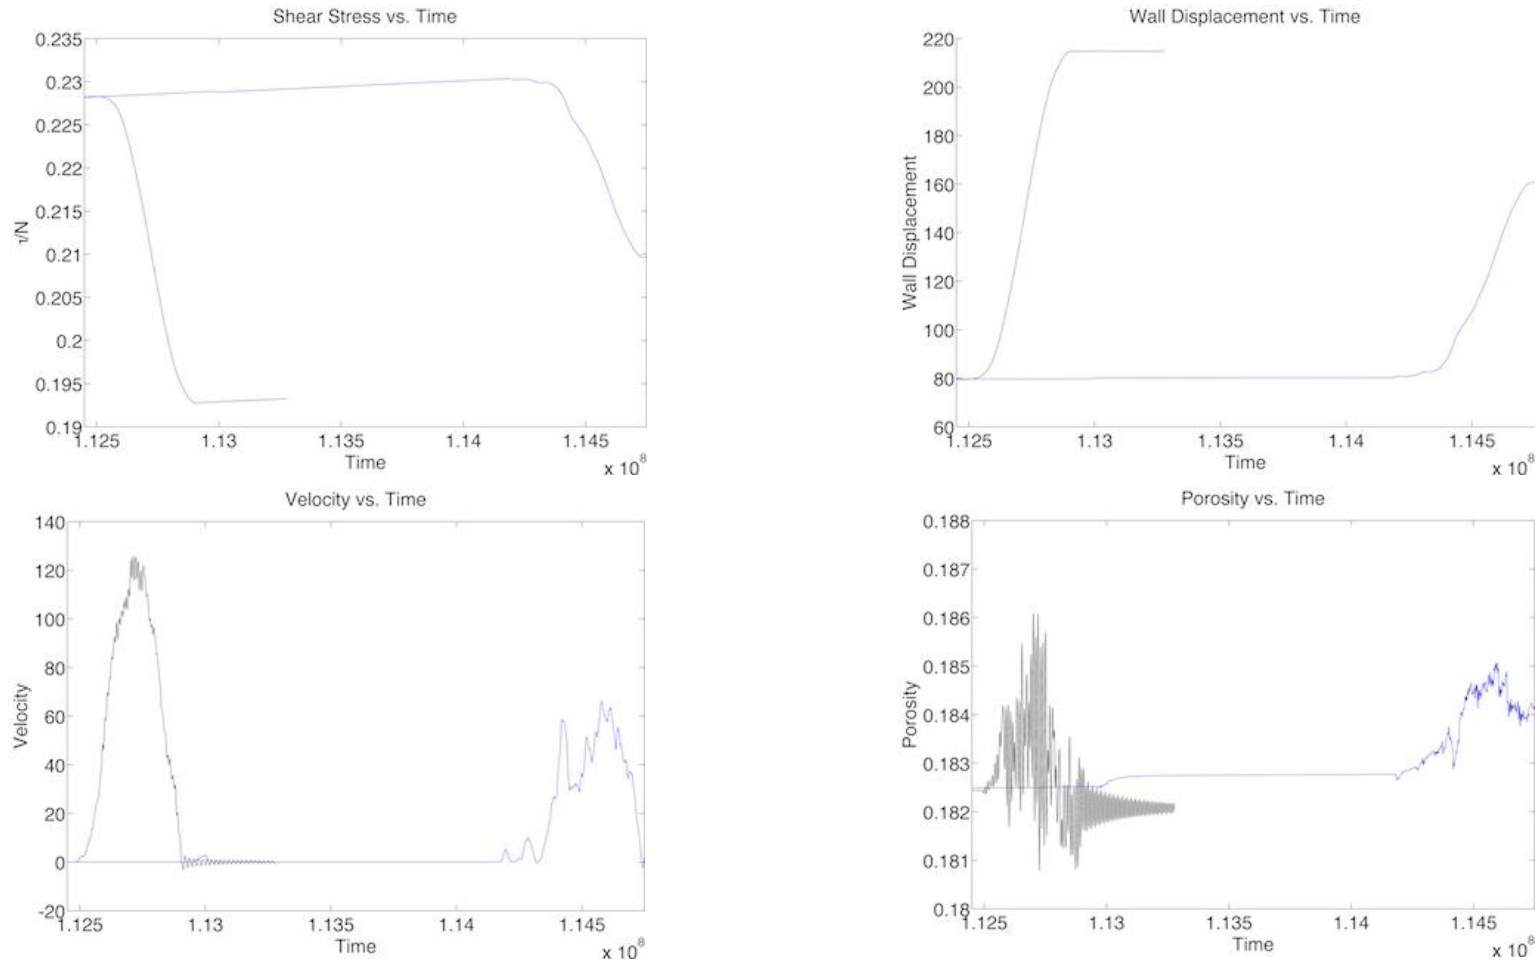 Shear Stress vs. Time
0.235
0.23
0.225
0.22
0.215
0.21
0.205
0.2
0.195
0.19
τ/N
1.125 1.13 1.135 1.14 1.145
Time
x 10^8
Wall Displacement vs. Time
220
200
180
160
140
120
100
80
60
Wall Displacement
1.125 1.13 1.135 1.14 1.145
Time
x 10^8
Velocity vs. Time
140
120
100
80
60
40
20
0
-20
Velocity
1.125 1.13 1.135 1.14 1.145
Time
x 10^8
Porosity vs. Time
0.188
0.187
0.186
0.185
0.184
0.183
0.182
0.181
0.18
Porosity
1.125 1.13 1.135 1.14 1.145
Time
x 10^8